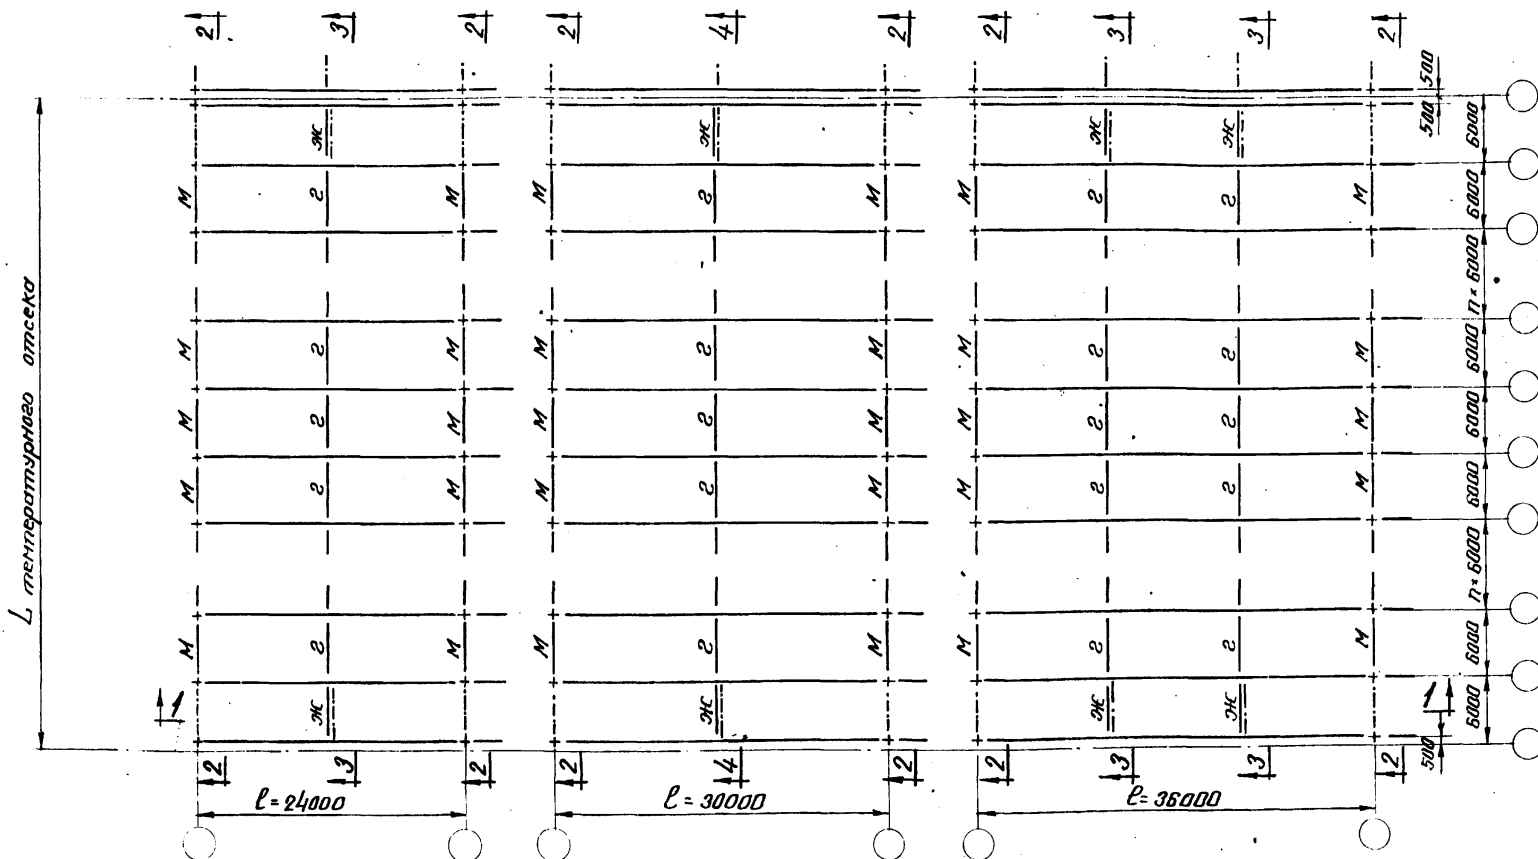 2 3 2 2 4 2 2 3 3 2
500
500
ж ж ж ж
6000
М г М М г М М г г М
6000
n × 6000
L температурного отсека
М г М М г М М г г М
6000
М г М М г М М г г М
6000
М г М М г М М г г М
6000
n × 6000
М г М М г М М г г М
6000
1 ж ж ж ж 1
6000
500
2 3 2 2 4 2 2 3 3 2
ℓ = 24000 ℓ = 30000 ℓ = 36000